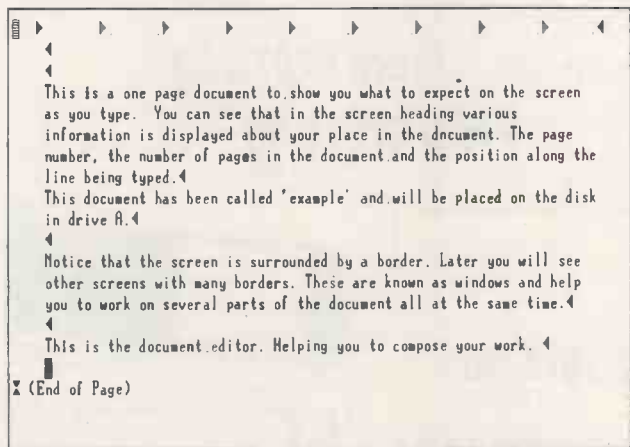 This is a one page document to show you what to expect on the screen
as you type. You can see that in the screen heading various
information is displayed about your place in the document. The page
number, the number of pages in the document and the position along the
line being typed.
This document has been called 'example' and will be placed on the disk
in drive A.
Notice that the screen is surrounded by a border. Later you will see
other screens with many borders. These are known as windows and help
you to work on several parts of the document all at the same time.
This is the document editor. Helping you to compose your work.
(End of Page)